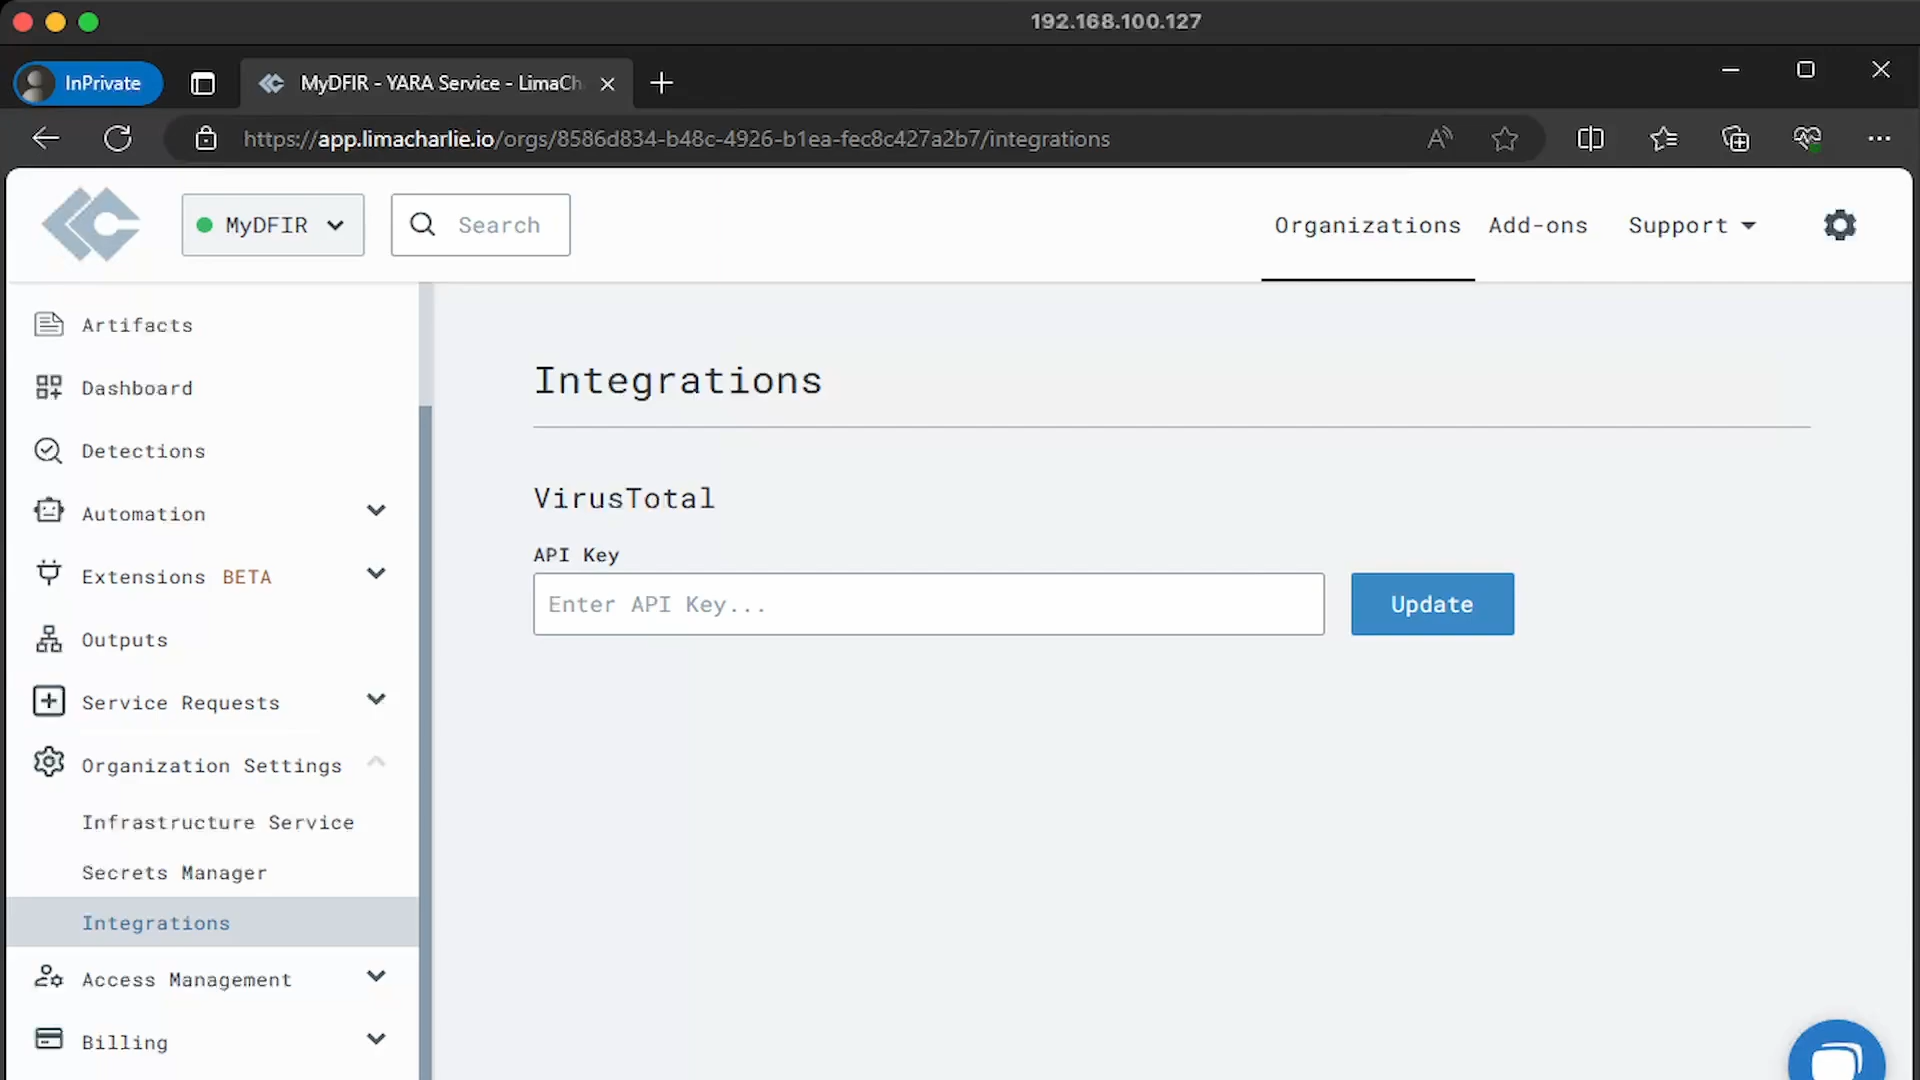 192.168.100.127
InPrivate
MyDFIR - YARA Service - LimaCh
https://app.limacharlie.io/orgs/8586d834-b48c-4926-b1ea-fec8c427a2b7/integrations
MyDFIR
Search
Organizations
Add-ons
Support
Artifacts
Dashboard
Detections
Automation
Extensions BETA
Outputs
Service Requests
Organization Settings
Infrastructure Service
Secrets Manager
Integrations
Access Management
Billing
Integrations
VirusTotal
API Key
Enter API Key...
Update